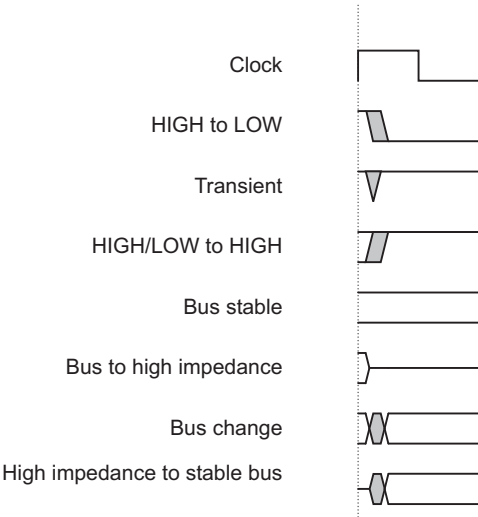 Clock
HIGH to LOW
Transient
HIGH/LOW to HIGH
Bus stable
Bus to high impedance
Bus change
High impedance to stable bus